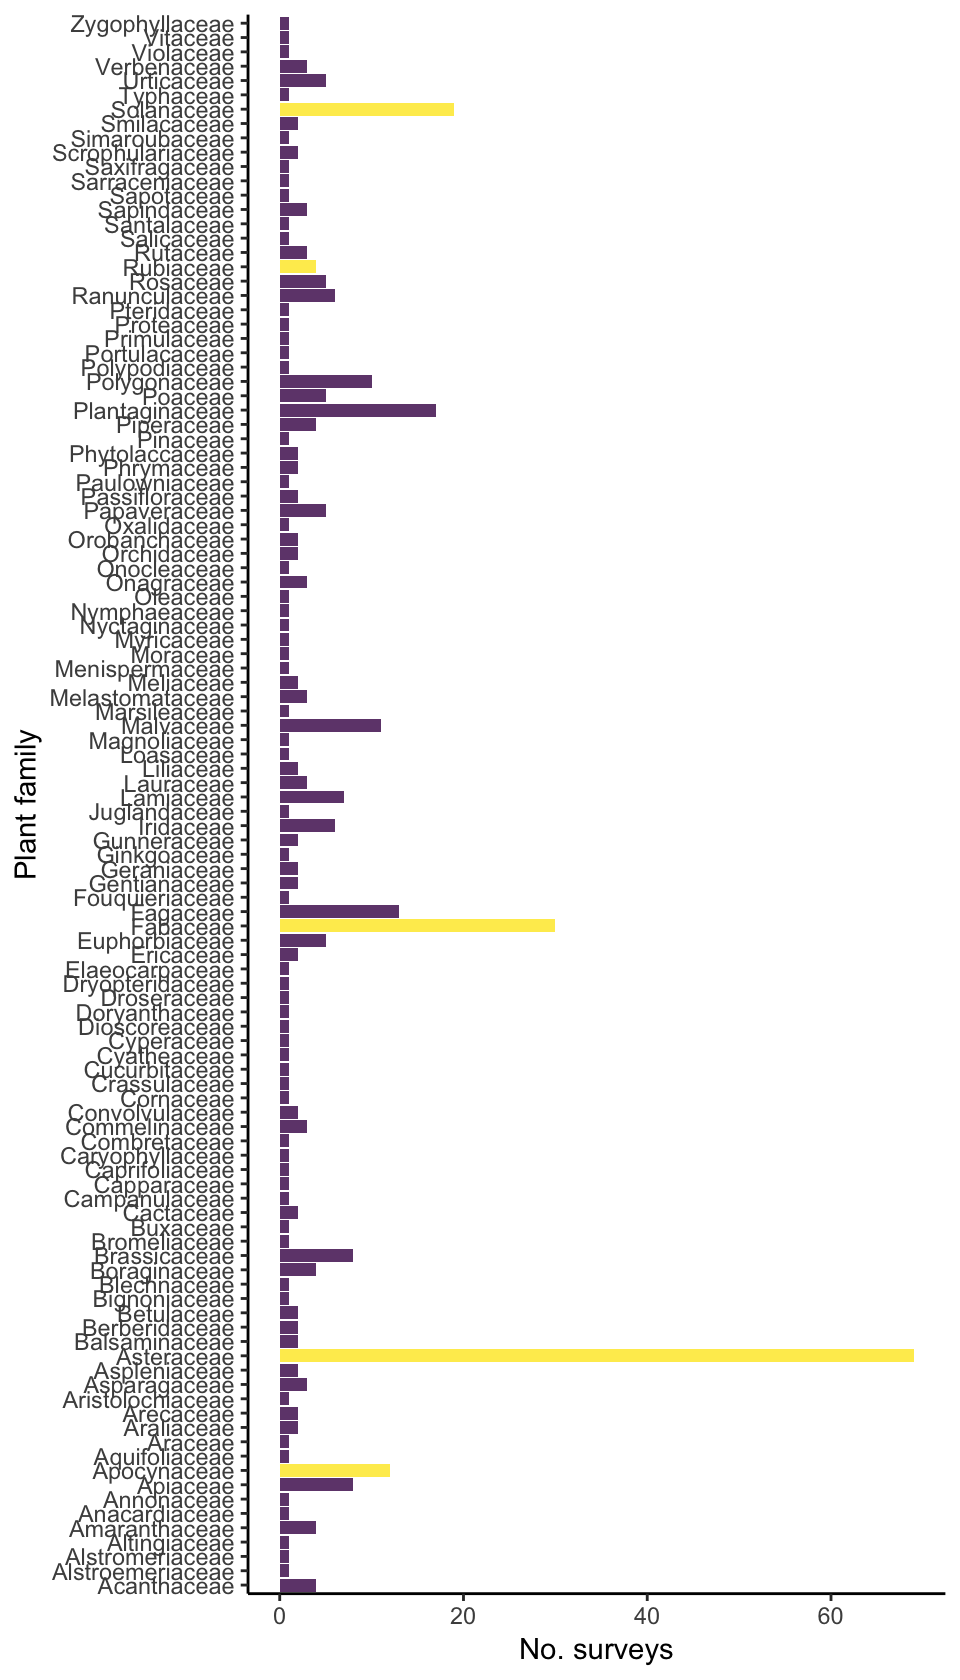 Zygophyllaceae
Vitaceae
Violaceae
Verbenaceae
Urticaceae
Typhaceae
Solanaceae
Smilacaceae
Simaroubaceae
Scrophulariaceae
Saxifragaceae
Sarraceniaceae
Sapotaceae
Sapindaceae
Santalaceae
Salicaceae
Rutaceae
Rubiaceae
Rosaceae
Ranunculaceae
Pteridaceae
Proteaceae
Primulaceae
Portulacaceae
Polypodiaceae
Polygonaceae
Poaceae
Plantaginaceae
Piperaceae
Pinaceae
Phytolaccaceae
Phrymaceae
Paulowniaceae
Passifloraceae
Papaveraceae
Oxalidaceae
Orobanchaceae
Orchidaceae
Onocleaceae
Onagraceae
Oleaceae
Nymphaeaceae
Nyctaginaceae
Myricaceae
Moraceae
Menispermaceae
Meliaceae
Melastomataceae
Marsileaceae
Malvaceae
Magnoliaceae
Loasaceae
Liliaceae
Lauraceae
Lamiaceae
Juglandaceae
Iridaceae
Gunneraceae
Ginkgoaceae
Geraniaceae
Gentianaceae
Fouquieriaceae
Fagaceae
Fabaceae
Euphorbiaceae
Ericaceae
Elaeocarpaceae
Dryopteridaceae
Droseraceae
Doryanthaceae
Dioscoreaceae
Cyperaceae
Cyatheaceae
Cucurbitaceae
Crassulaceae
Cornaceae
Convolvulaceae
Commelinaceae
Combretaceae
Caryophyllaceae
Caprifoliaceae
Capparaceae
Campanulaceae
Cactaceae
Buxaceae
Bromeliaceae
Brassicaceae
Boraginaceae
Blechnaceae
Bignoniaceae
Betulaceae
Berberidaceae
Balsaminaceae
Asteraceae
Aspleniaceae
Asparagaceae
Aristolochiaceae
Arecaceae
Araliaceae
Araceae
Aquifoliaceae
Apocynaceae
Apiaceae
Annonaceae
Anacardiaceae
Amaranthaceae
Altingiaceae
Alstromeriaceae
Alstroemeriaceae
Acanthaceae
Plant family
0 20 40 60
No. surveys